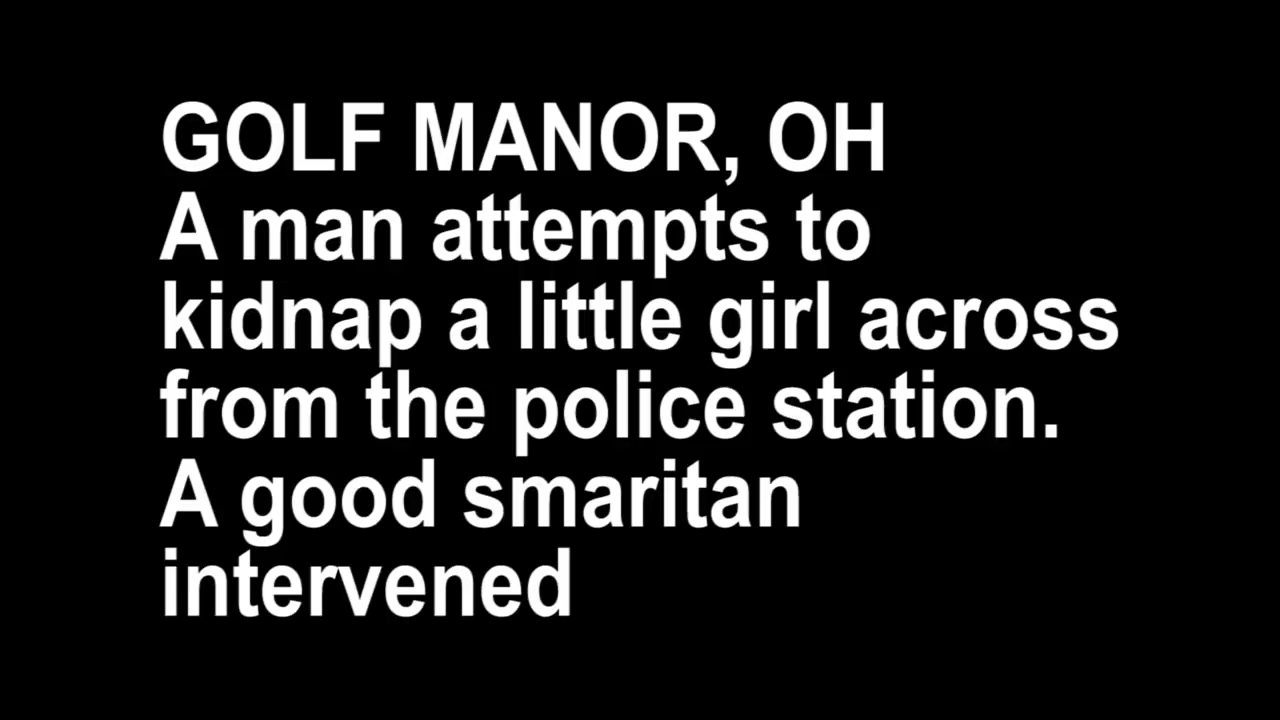 GOLF MANOR, OH
A man attempts to
kidnap a little girl across
from the police station.
A good smaritan
intervened